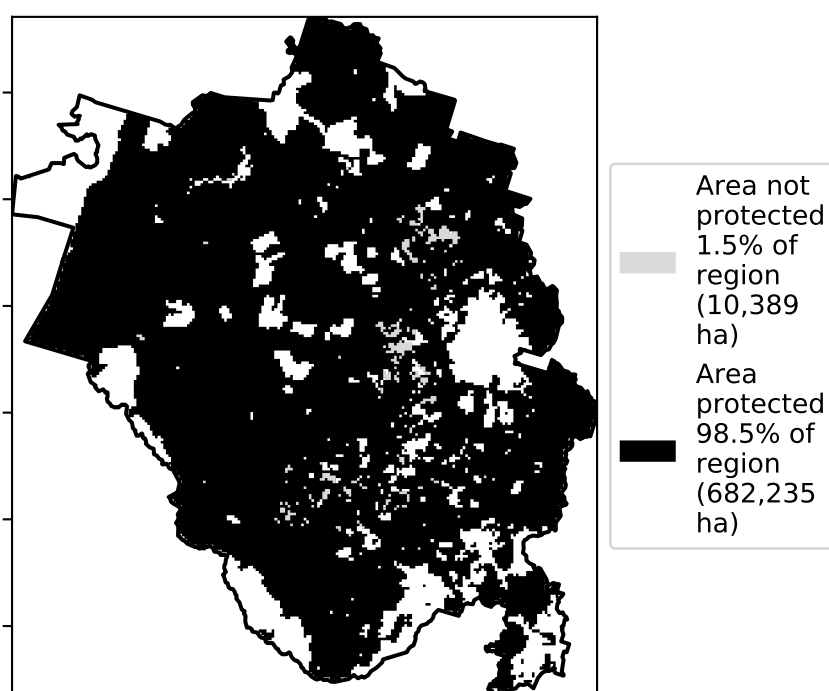 Area not
protected
1.5% of
region
(10,389
ha)
Area
protected
98.5% of
region
(682,235
ha)